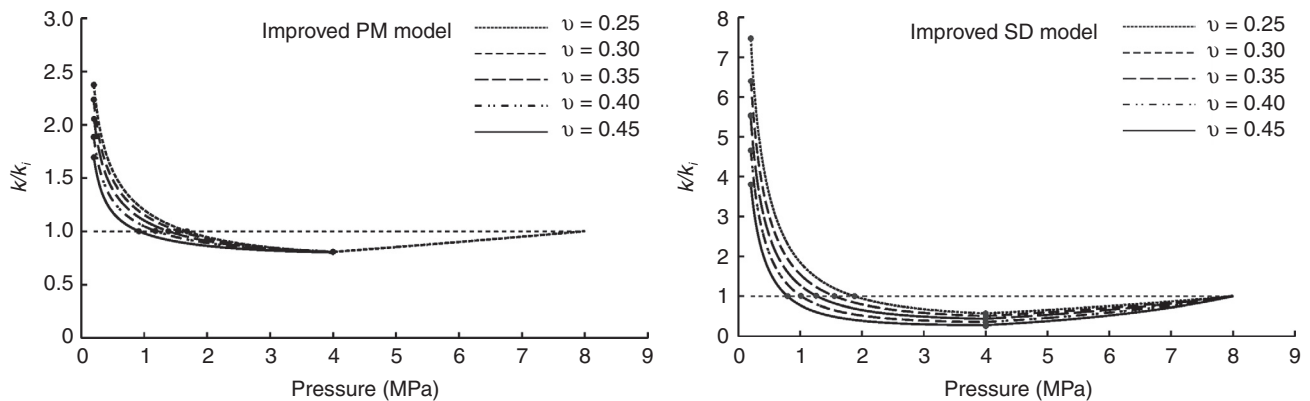 Improved PM model
υ = 0.25
υ = 0.30
υ = 0.35
υ = 0.40
υ = 0.45
3.0
2.5
2.0
1.5
1.0
0.5
0
k/ki
0 1 2 3 4 5 6 7 8 9
Pressure (MPa)
Improved SD model
υ = 0.25
υ = 0.30
υ = 0.35
υ = 0.40
υ = 0.45
8
7
6
5
4
3
2
1
0
k/ki
0 1 2 3 4 5 6 7 8 9
Pressure (MPa)